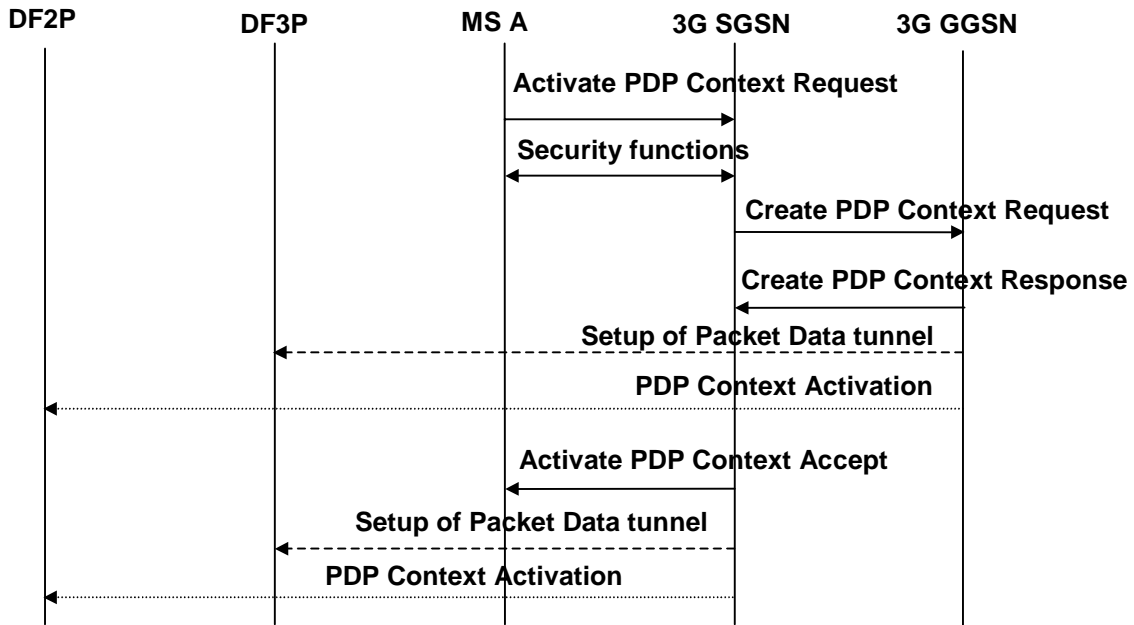 DF2P
DF3P
MS A
3G SGSN
3G GGSN
Activate PDP Context Request
Security functions
Create PDP Context Request
Create PDP Context Response
Setup of Packet Data tunnel
PDP Context Activation
Activate PDP Context Accept
Setup of Packet Data tunnel
PDP Context Activation